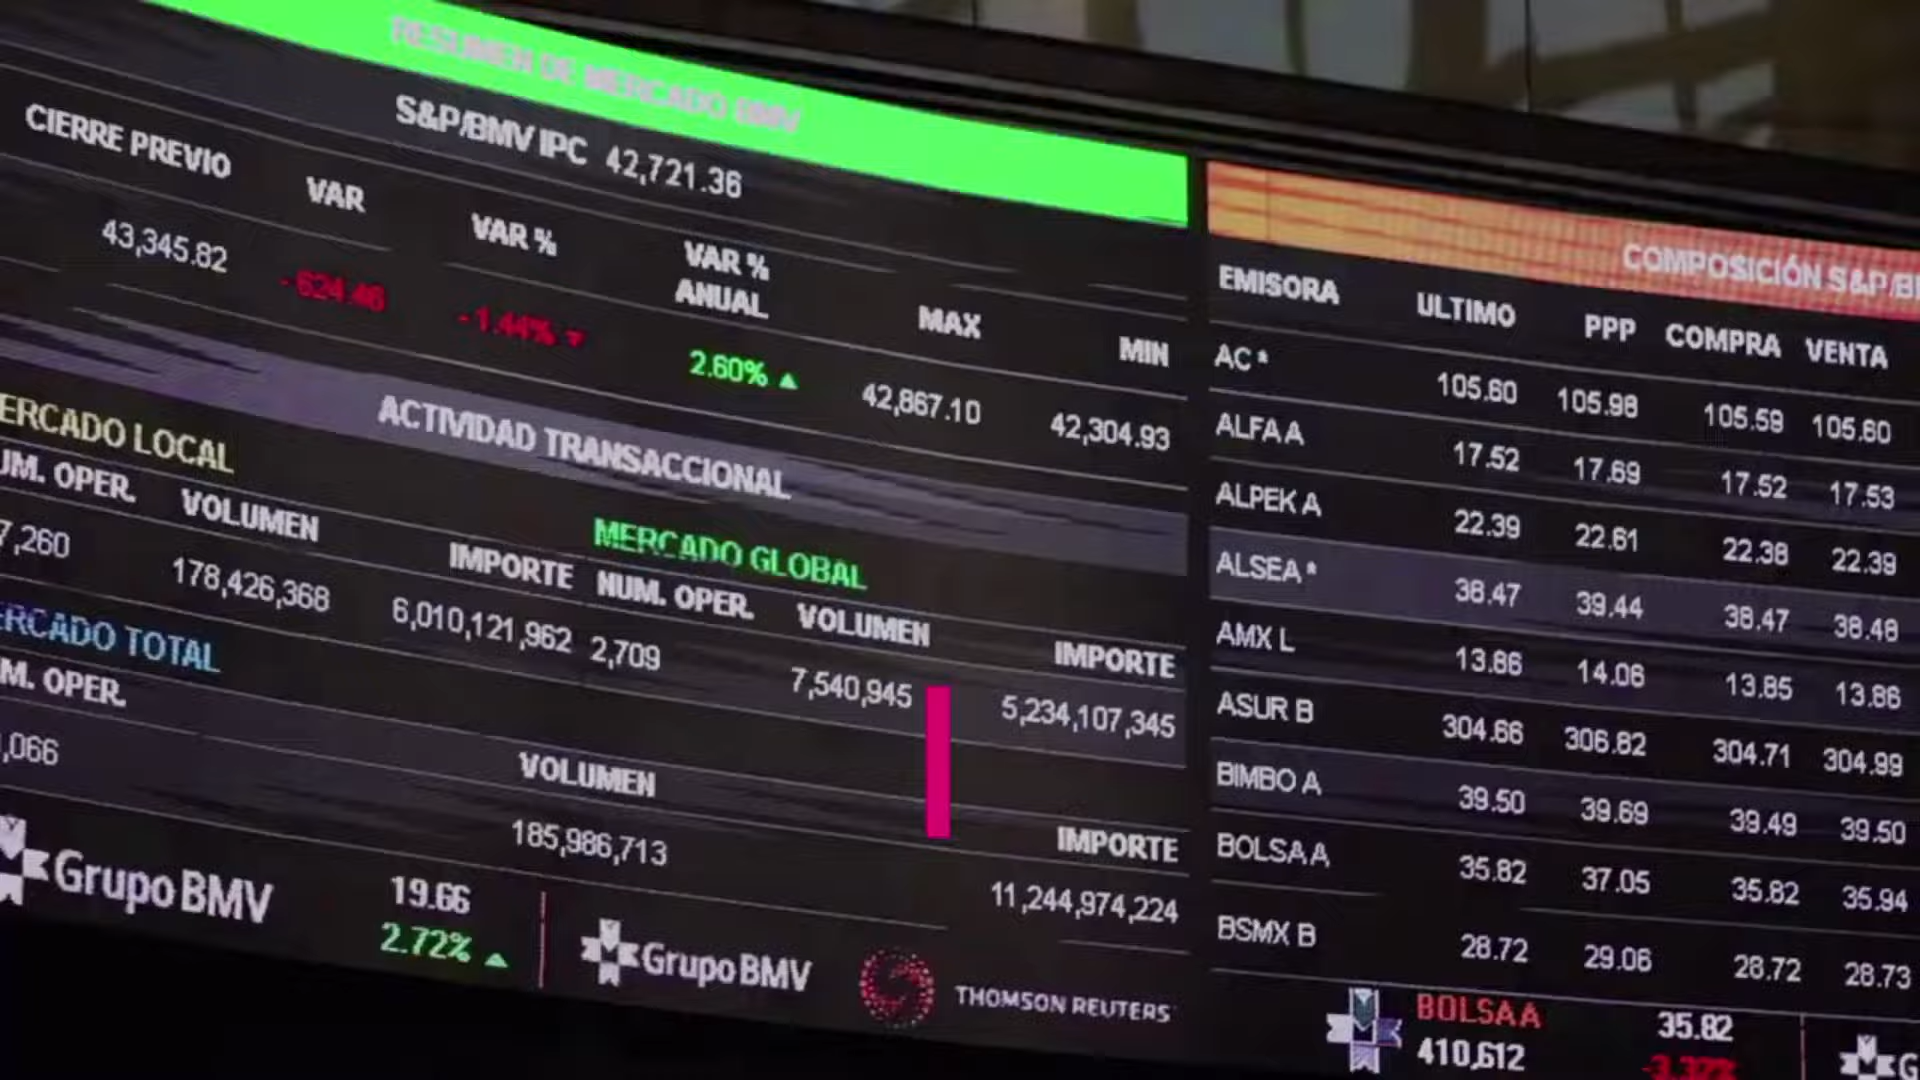 RESUMEN DE MERCADO BMV
S&P/BMV IPC 42,721.36
CIERRE PREVIO VAR VAR % VAR % ANUAL MAX MIN
43,345.82 -624.46 -1.44% 2.60% 42,867.10 42,304.93
ACTIVIDAD TRANSACCIONAL
ERCADO LOCAL MERCADO GLOBAL
UM. OPER. VOLUMEN IMPORTE NUM. OPER. VOLUMEN IMPORTE
7,260 178,426,368 6,010,121,962 2,709 7,540,945 5,234,107,345
ERCADO TOTAL
M. OPER. VOLUMEN IMPORTE
,066 185,986,713 11,244,974,224
Grupo BMV 19.66 2.72% Grupo BMV THOMSON REUTERS
COMPOSICIÓN S&P/B
EMISORA ULTIMO PPP COMPRA VENTA
AC * 105.60 105.98 105.59 105.60
ALFA A 17.52 17.69 17.52 17.53
ALPEK A 22.39 22.61 22.38 22.39
ALSEA * 38.47 39.44 38.47 38.48
AMX L 13.86 14.06 13.85 13.86
ASUR B 304.66 306.82 304.71 304.99
BIMBO A 39.50 39.69 39.49 39.50
BOLSA A 35.82 37.05 35.82 35.94
BSMX B 28.72 29.06 28.72 28.73
BOLSA A 35.82
410,612 -3.32%
G